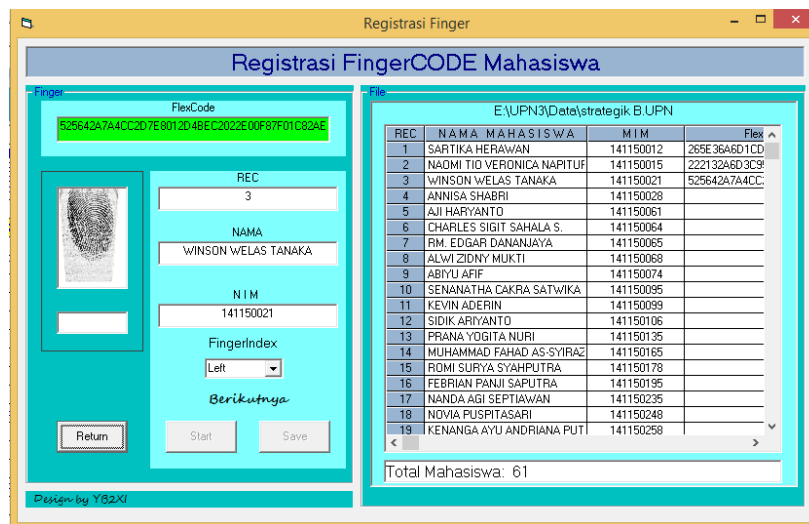 Registrasi Finger
Registrasi FingerCODE Mahasiswa
Finger
FlexCode
525642A7A4CC2D7E8012D4BEC2022E00F87F01C82AE
REC
3
NAMA
WINSON WELAS TANAKA
N I M
141150021
FingerIndex
Left
Berikutnya
Return
Start
Save
Design by YB2XI
File
E:\UPN3\Data\strategik B.UPN
REC N A M A M A H A S I S W A M I M Flex
1 SARTIKA HERAWAN 141150012 265E36A6D1CD
2 NAOMI TIO VERONICA NAPITUF 141150015 222132A6D3C95
3 WINSON WELAS TANAKA 141150021 525642A7A4CC:
4 ANNISA SHABRI 141150028
5 AJI HARYANTO 141150061
6 CHARLES SIGIT SAHALA S. 141150064
7 RM. EDGAR DANANJAYA 141150065
8 ALWI ZIDNY MUKTI 141150068
9 ABIYU AFIF 141150074
10 SENANATHA CAKRA SATWIKA 141150095
11 KEVIN ADERIN 141150099
12 SIDIK ARIYANTO 141150106
13 PRANA YOGITA NURI 141150135
14 MUHAMMAD FAHAD AS-SYIRAZ 141150165
15 ROMI SURYA SYAHPUTRA 141150178
16 FEBRIAN PANJI SAPUTRA 141150195
17 NANDA AGI SEPTIAWAN 141150235
18 NOVIA PUSPITASARI 141150248
19 KENANGA AYU ANDRIANA PUT 141150258
Total Mahasiswa: 61